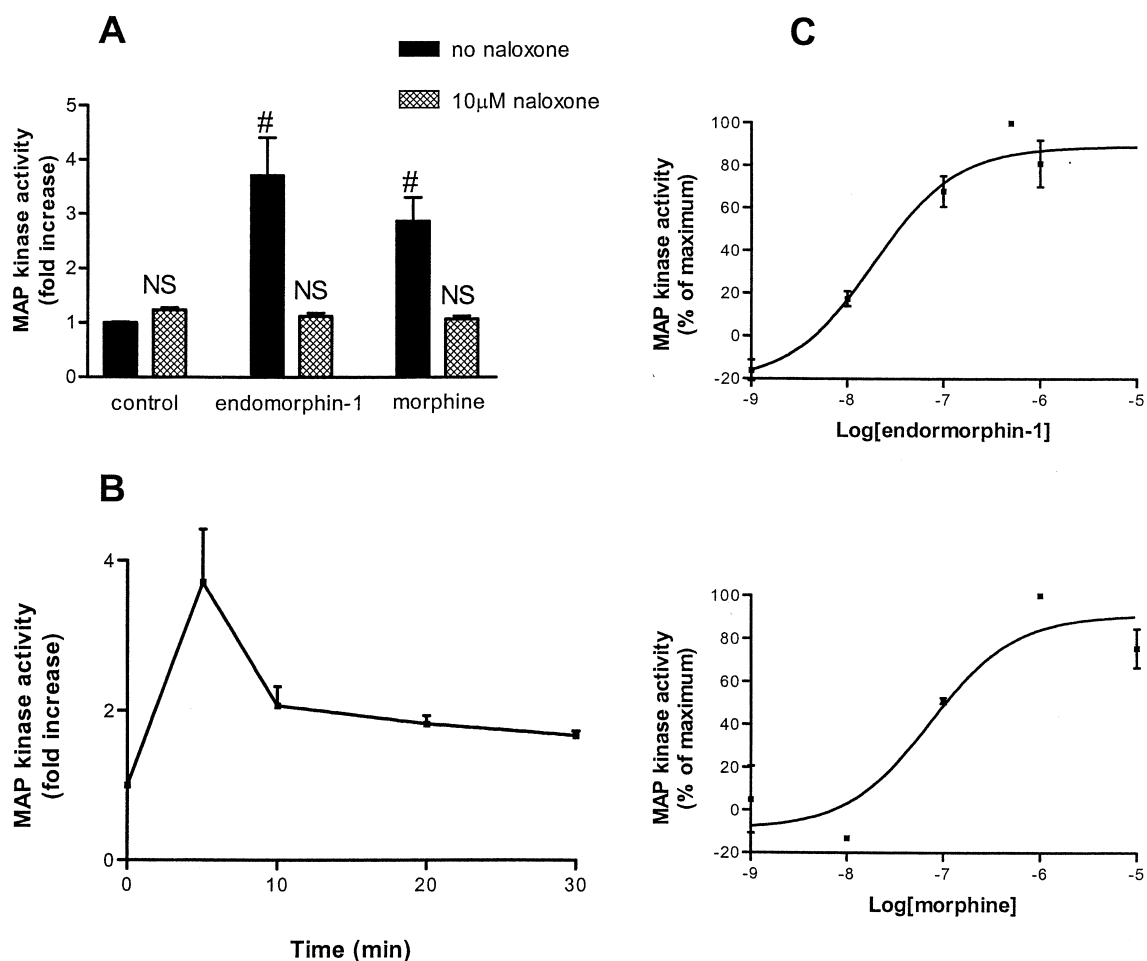 A
no naloxone
10µM naloxone
MAP kinase activity
(fold increase)
5
4
3
2
1
0
#
#
NS
NS
NS
control
endomorphin-1
morphine
B
MAP kinase activity
(fold increase)
4
2
0
0
10
20
30
Time (min)
C
MAP kinase activity
(% of maximum)
100
80
60
40
20
0
-20
-9
-8
-7
-6
-5
Log[endormorphin-1]
MAP kinase activity
(% of maximum)
100
80
60
40
20
0
-20
-9
-8
-7
-6
-5
Log[morphine]